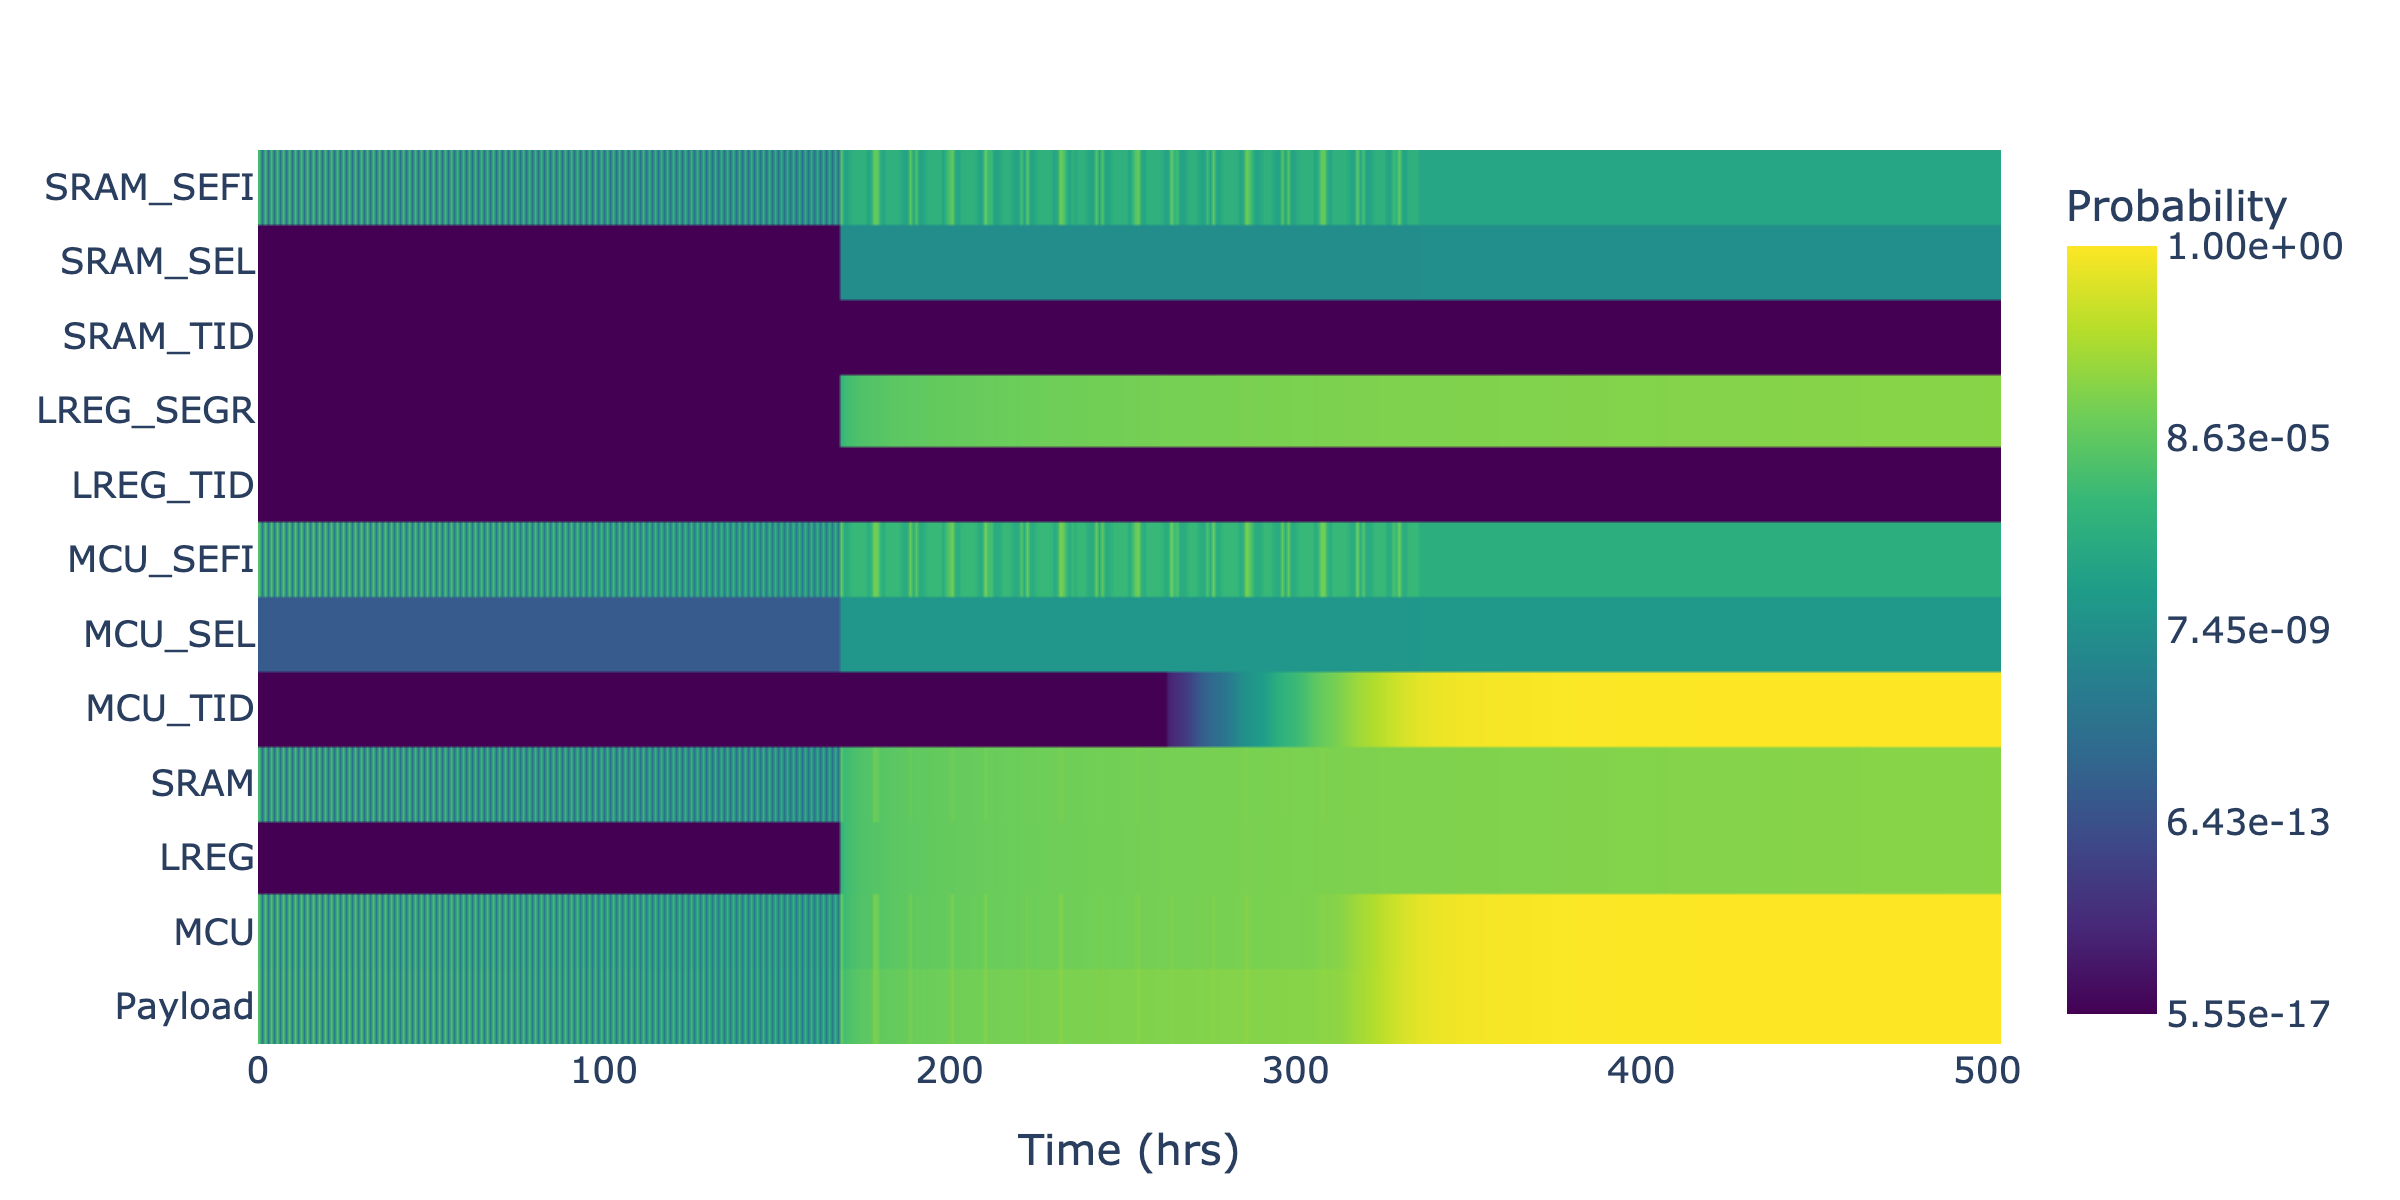 SRAM_SEFI
SRAM_SEL
SRAM_TID
LREG_SEGR
LREG_TID
MCU_SEFI
MCU_SEL
MCU_TID
SRAM
LREG
MCU
Payload
0 100 200 300 400 500
Time (hrs)
Probability
1.00e+00
8.63e-05
7.45e-09
6.43e-13
5.55e-17